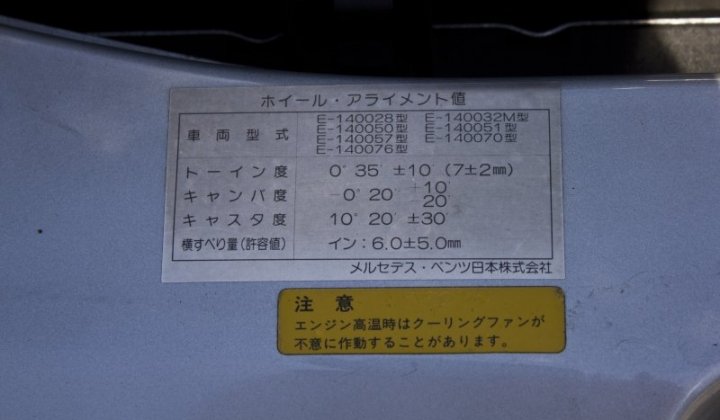 ホイール・アライメント値
車両型式
E-140028型 E-140032M型
E-140050型 E-140051型
E-140057型 E-140070型
E-140076型
トーイン度 0°35′±10′(7±2㎜)
キャンバ度 −0°20′ +10′
20′
キャスタ度 10°20′±30′
横すべり量(許容値) イン:6.0±5.0㎜
メルセデス・ベンツ日本株式会社
注意
エンジン高温時はクーリングファンが
不意に作動することがあります。